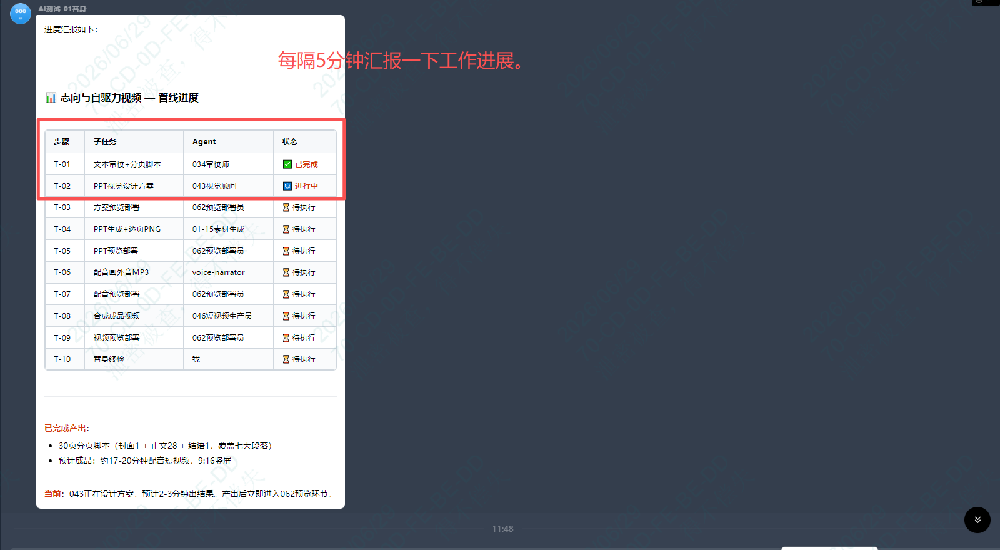 AI测试-01替身
进度汇报如下：
每隔5分钟汇报一下工作进展。
📊 志向与自驱力视频 — 管线进度
步骤 子任务 Agent 状态
T-01 文本审校+分页脚本 034审校师 ✅ 已完成
T-02 PPT视觉设计方案 043视觉顾问 🔄 进行中
T-03 方案预览部署 062预览部署员 ⏳ 待执行
T-04 PPT生成+逐页PNG 01-15素材生成 ⏳ 待执行
T-05 PPT预览部署 062预览部署员 ⏳ 待执行
T-06 配音画外音MP3 voice-narrator ⏳ 待执行
T-07 配音预览部署 062预览部署员 ⏳ 待执行
T-08 合成成品视频 046短视频生产员 ⏳ 待执行
T-09 视频预览部署 062预览部署员 ⏳ 待执行
T-10 替身终检 我 ⏳ 待执行
已完成产出：
• 30页分页脚本（封面1 + 正文28 + 结语1，覆盖七大段落）
• 预计成品：约17-20分钟配音短视频，9:16竖屏
当前：043正在设计方案，预计2-3分钟出结果。产出后立即进入062预览环节。
11:48
2026/06/29
70-CD-0D-FE-BE-DD